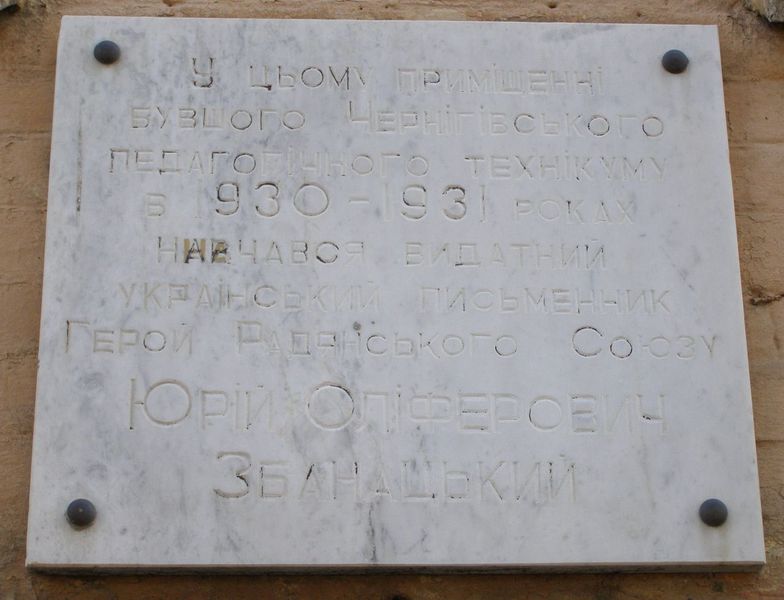 У цьому приміщенні
бувшого Чернігівського
педагогічного технікуму
в 1930-1931 роках
навчався видатний
український письменник
Герой Радянського Союзу
Юрій Оліферович
Збанацький